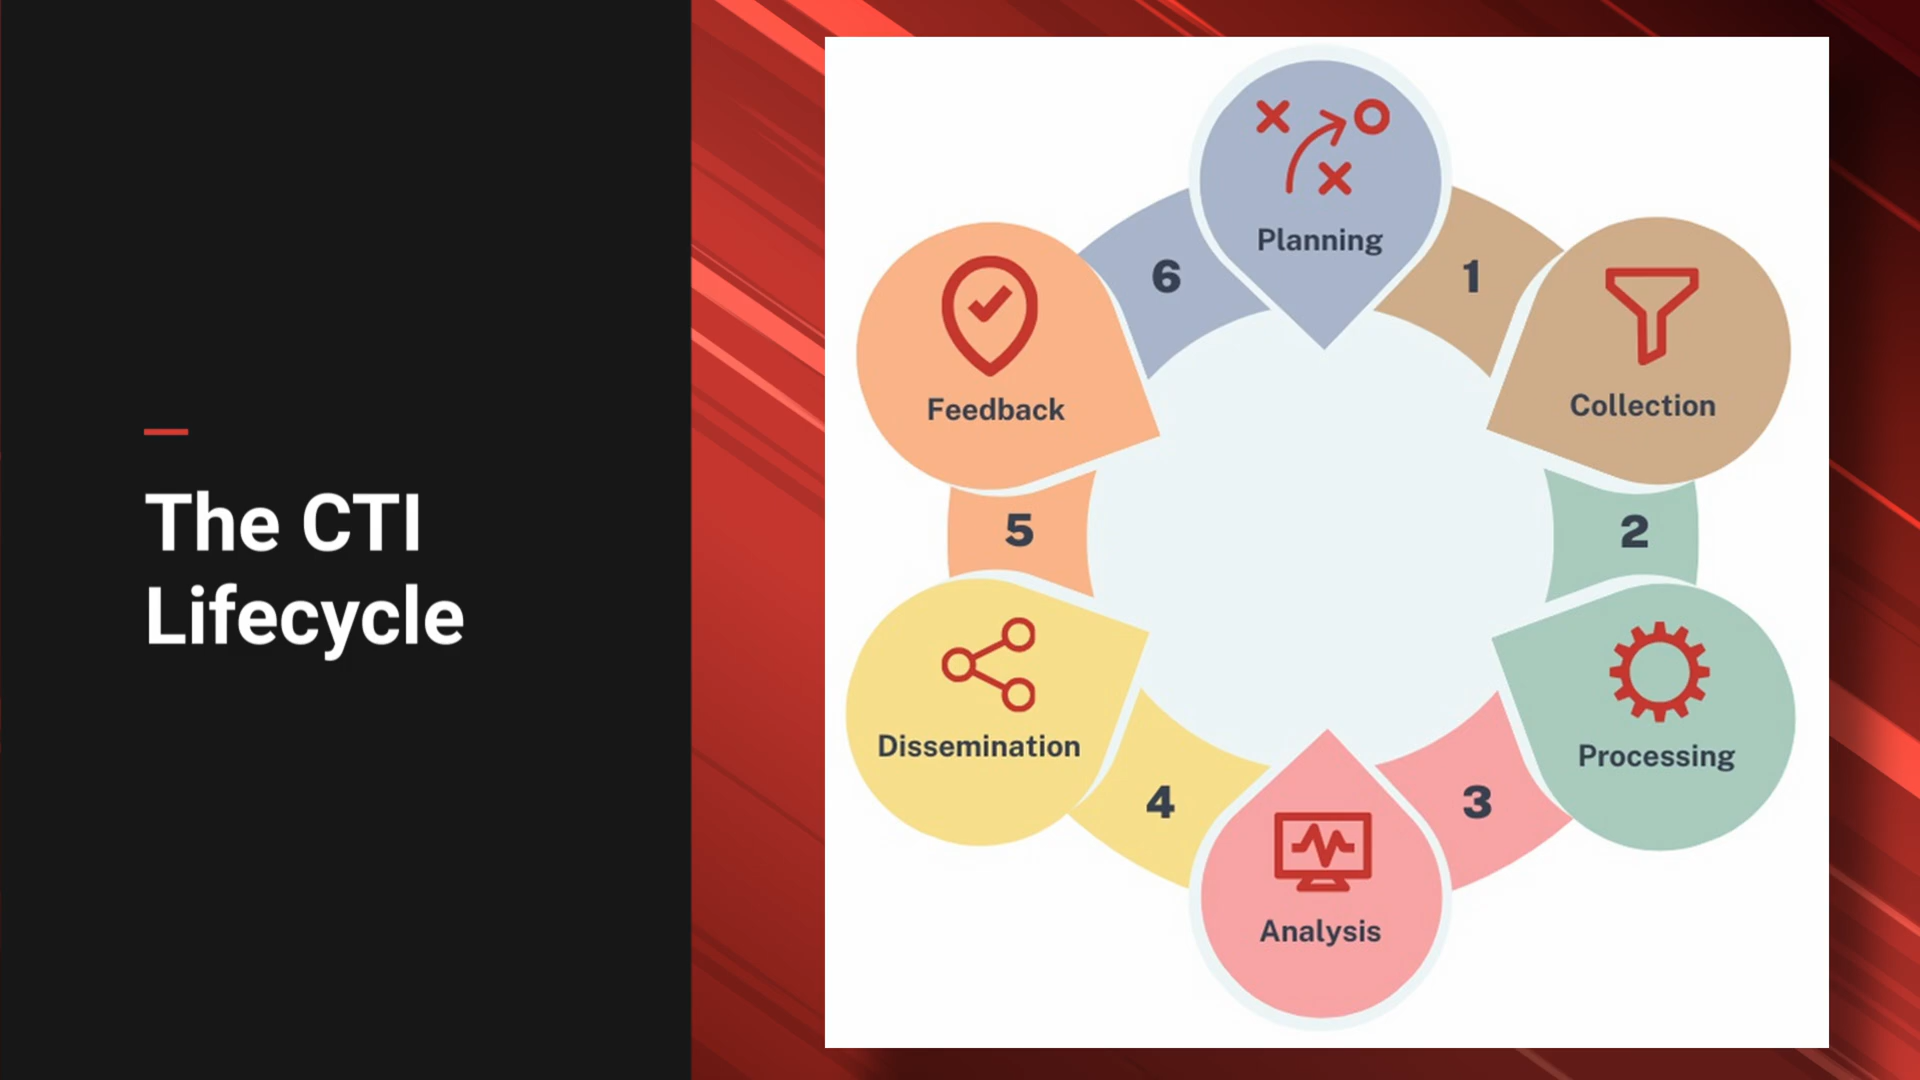 The CTI
Lifecycle
Planning
1
Collection
2
Processing
3
Analysis
4
Dissemination
5
Feedback
6